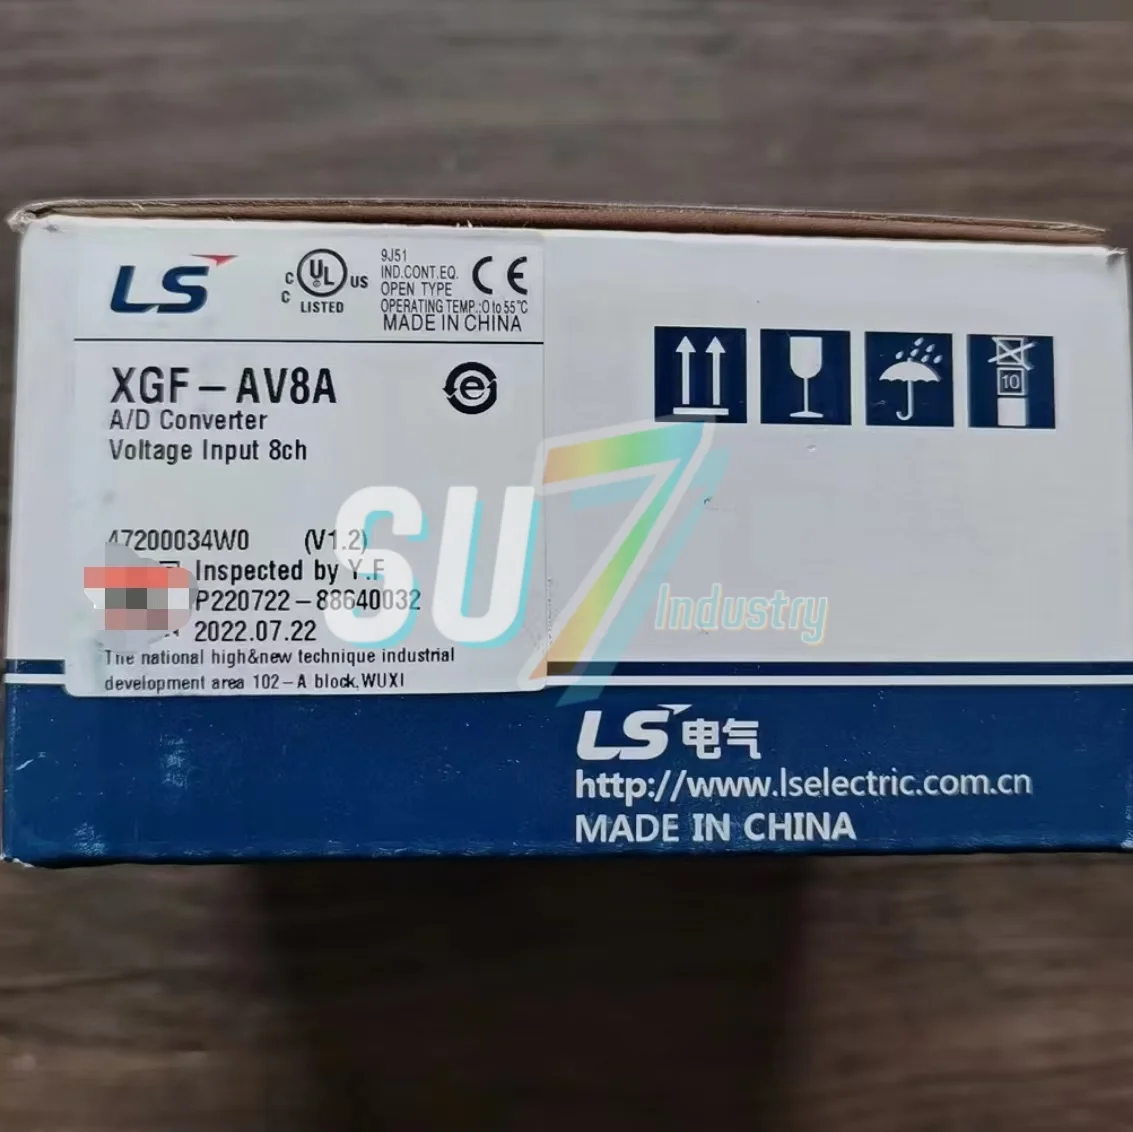 LS
C UL US
C LISTED
9J51
IND.CONT.EQ.
OPEN TYPE
OPERATING TEMP.:0 to 55℃
MADE IN CHINA
CE
XGF-AV8A
e
A/D Converter
Voltage Input 8ch
10
47200034W0 (V1.2)
Inspected by Y.F
P220722-88640032
2022.07.22
The national high&new technique industrial
development area 102-A block,WUXI
SU7
Industry
LS 电气
http://www.lselectric.com.cn
MADE IN CHINA